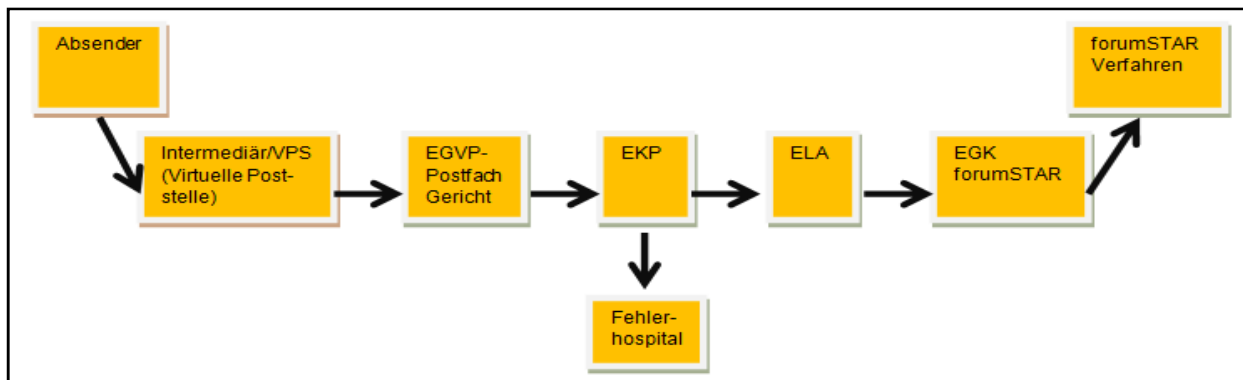 Absender
forumSTAR
Verfahren
Intermediär/VPS
(Virtuelle Post-
stelle)
EGVP-
Postfach
Gericht
EKP
ELA
EGK
forumSTAR
Fehler-
hospital